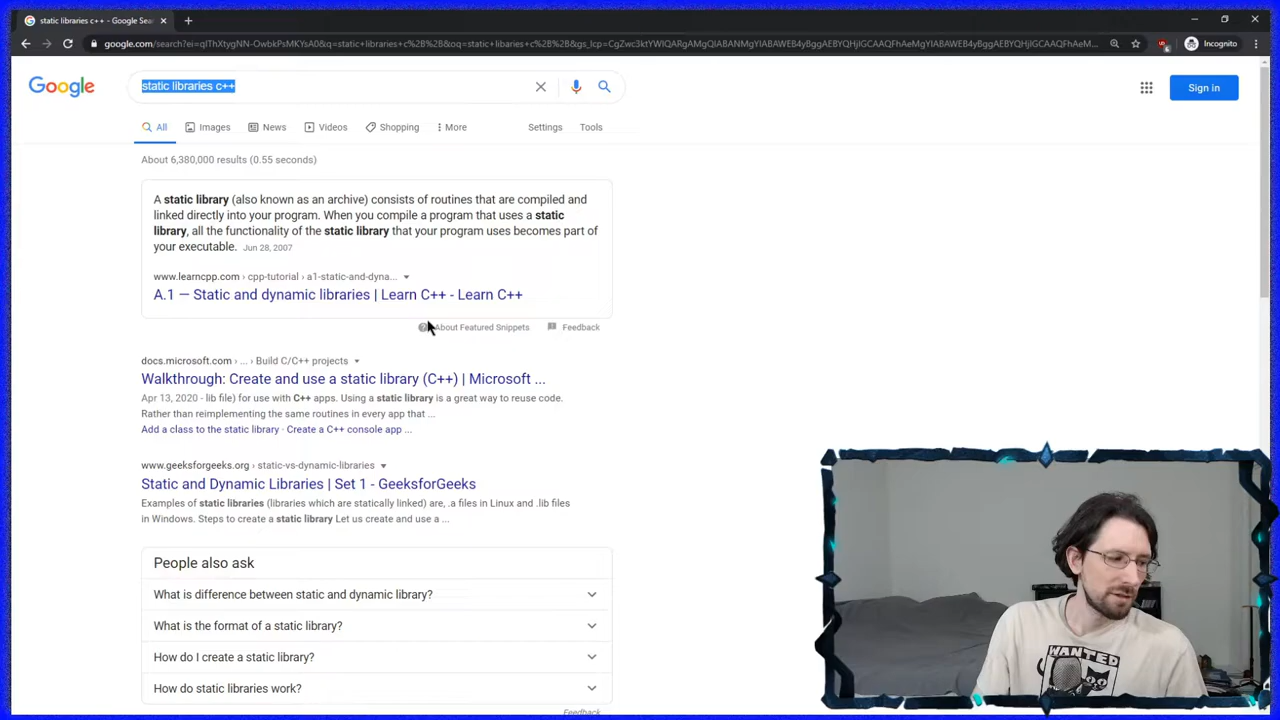 static libraries c++ - Google Sea
google.com/search?ei=qIThXtygNN-OwbkPsMKYsA0&q=static+libraries+c%2B%2B&oq=static+libaries+c%2B%2B&gs_lcp=
Incognito
Google
static libraries c++
Sign in
All
Images
News
Videos
Shopping
More
Settings
Tools
About 6,380,000 results (0.55 seconds)
A static library (also known as an archive) consists of routines that are compiled and
linked directly into your program. When you compile a program that uses a static
library, all the functionality of the static library that your program uses becomes part of
your executable. Jun 28, 2007
www.learncpp.com › cpp-tutorial › a1-static-and-dyna...
A.1 — Static and dynamic libraries | Learn C++ - Learn C++
About Featured Snippets
Feedback
docs.microsoft.com › ... › Build C/C++ projects
Walkthrough: Create and use a static library (C++) | Microsoft ...
Apr 13, 2020 - lib file) for use with C++ apps. Using a static library is a great way to reuse code.
Rather than reimplementing the same routines in every app that ...
Add a class to the static library · Create a C++ console app ...
www.geeksforgeeks.org › static-vs-dynamic-libraries
Static and Dynamic Libraries | Set 1 - GeeksforGeeks
Examples of static libraries (libraries which are statically linked) are, .a files in Linux and .lib files
in Windows. Steps to create a static library Let us create and use a ...
People also ask
What is difference between static and dynamic library?
What is the format of a static library?
How do I create a static library?
How do static libraries work?
Feedback
WANTED